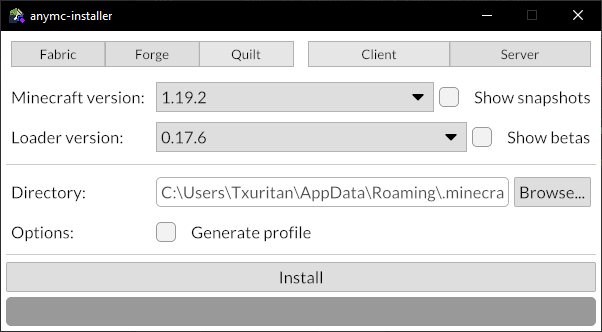 anymc-installer
Fabric Forge Quilt Client Server
Minecraft version: 1.19.2 Show snapshots
Loader version: 0.17.6 Show betas
Directory: C:\Users\Txuritan\AppData\Roaming\.minecra Browse...
Options: Generate profile
Install